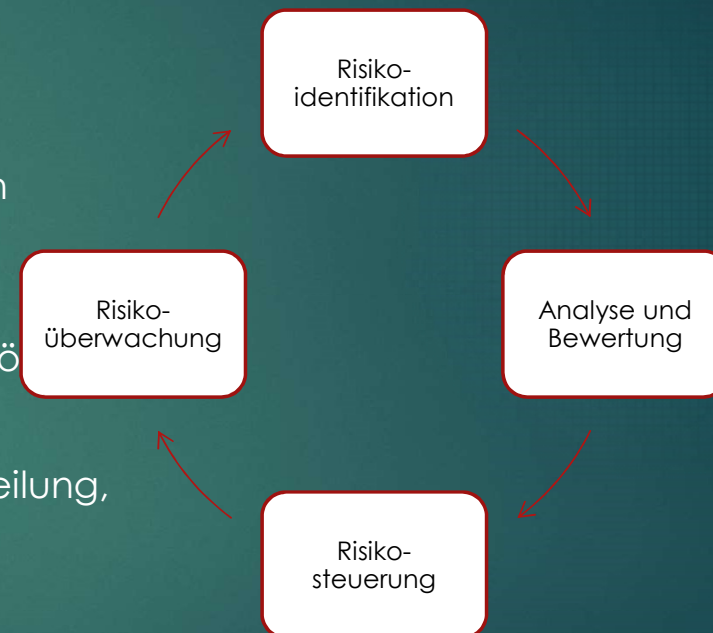 Risiko-
identifikation
Analyse und
Bewertung
Risiko-
steuerung
Risiko-
überwachung